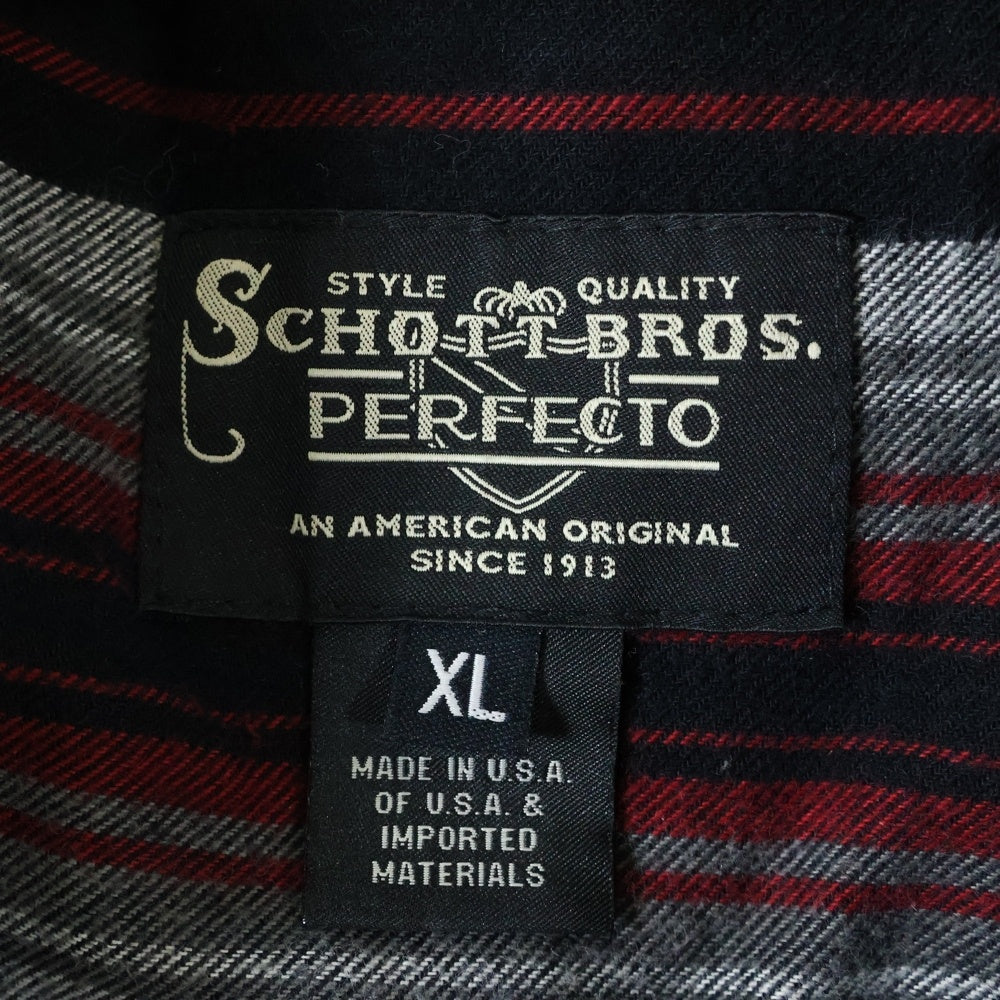 STYLE QUALITY
SCHOTT BROS.
PERFECTO
AN AMERICAN ORIGINAL
SINCE 1913
XL
MADE IN U.S.A.
OF U.S.A. &
IMPORTED
MATERIALS